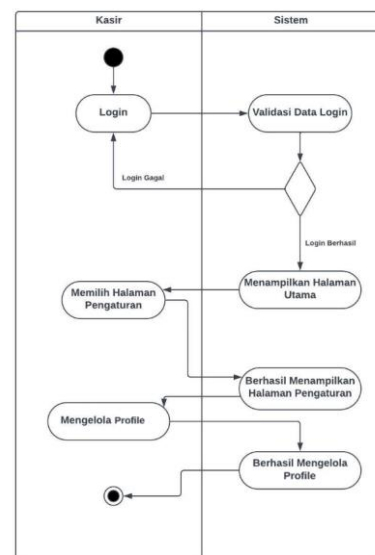 Kasir
Sistem
Login
Validasi Data Login
Login Gagal
Login Berhasil
Menampilkan Halaman
Utama
Memilih Halaman
Pengaturan
Berhasil Menampilkan
Halaman Pengaturan
Mengelola Profile
Berhasil Mengelola
Profile